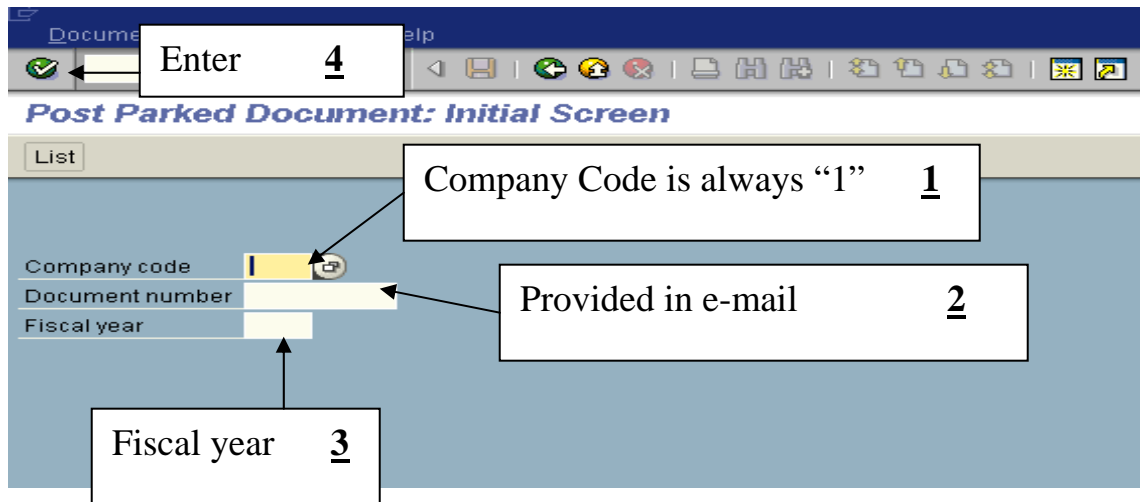 Docume elp
Enter 4
Post Parked Document: Initial Screen
List
Company Code is always “1” 1
Company code
Document number
Provided in e-mail 2
Fiscal year
Fiscal year 3